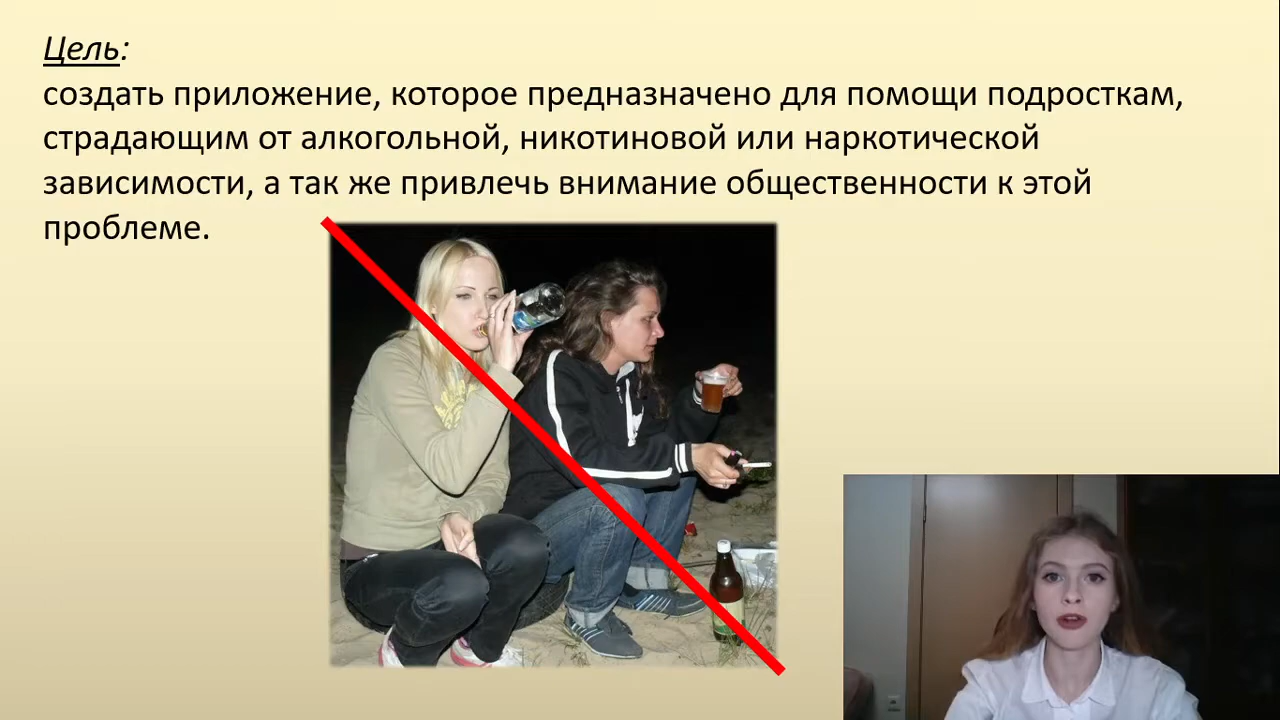 Цель:
создать приложение, которое предназначено для помощи подросткам,
страдающим от алкогольной, никотиновой или наркотической
зависимости, а так же привлечь внимание общественности к этой
проблеме.